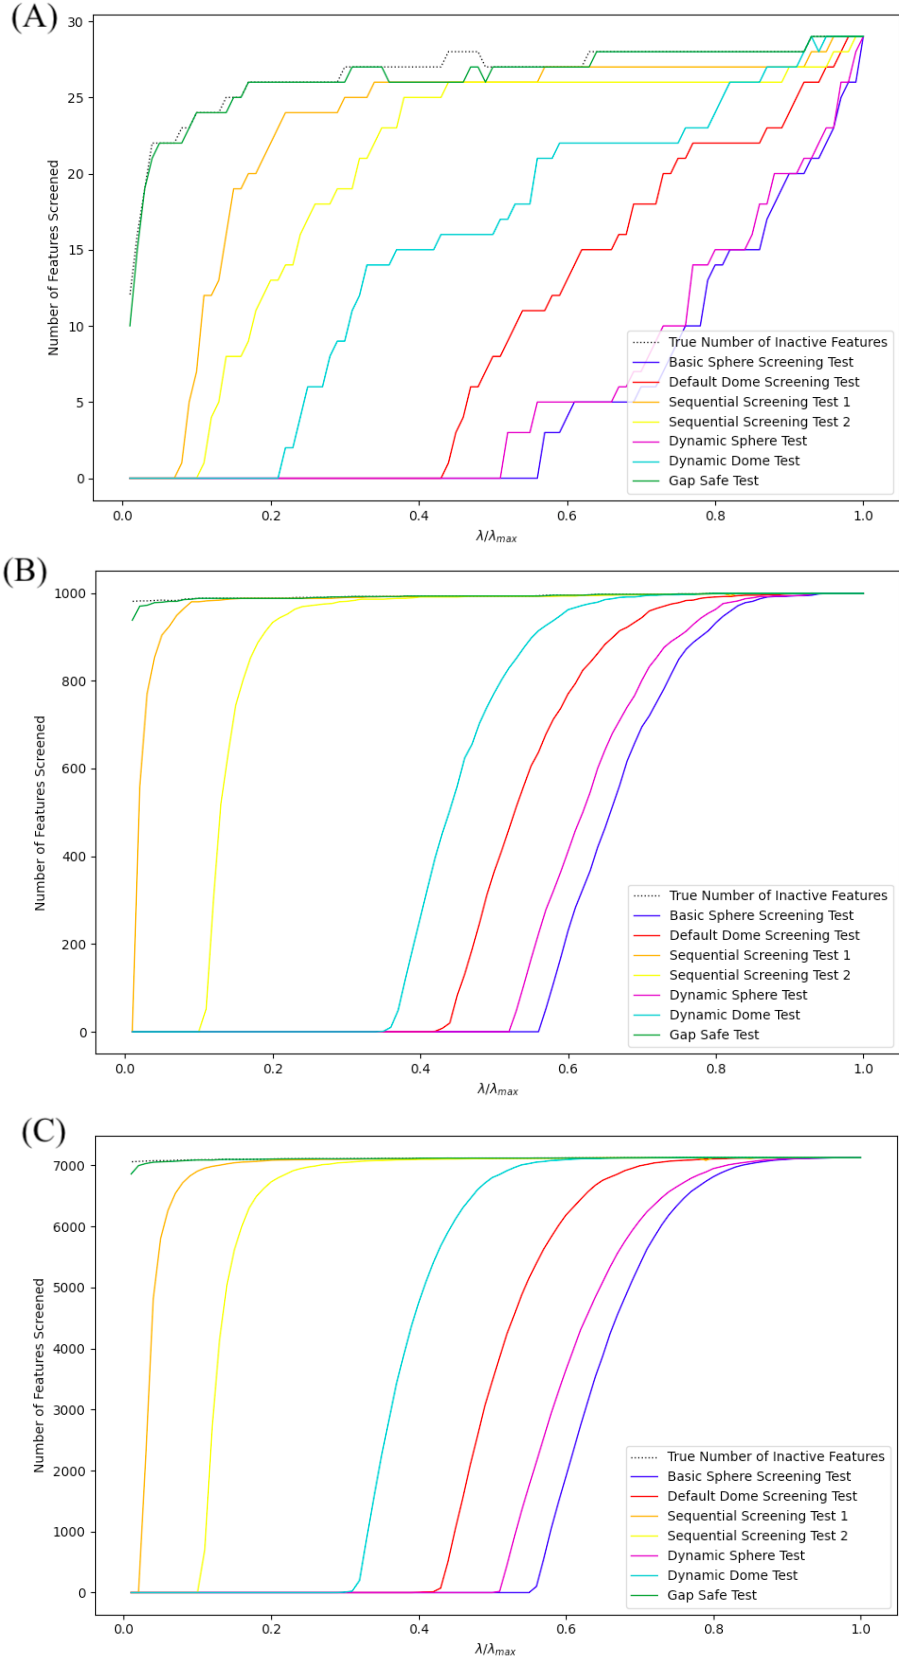 (A)
30
25
20
15
10
5
0
Number of Features Screened
True Number of Inactive Features
Basic Sphere Screening Test
Default Dome Screening Test
Sequential Screening Test 1
Sequential Screening Test 2
Dynamic Sphere Test
Dynamic Dome Test
Gap Safe Test
0.0 0.2 0.4 0.6 0.8 1.0
λ/λmax
(B)
1000
800
600
400
200
0
Number of Features Screened
True Number of Inactive Features
Basic Sphere Screening Test
Default Dome Screening Test
Sequential Screening Test 1
Sequential Screening Test 2
Dynamic Sphere Test
Dynamic Dome Test
Gap Safe Test
0.0 0.2 0.4 0.6 0.8 1.0
λ/λmax
(C)
7000
6000
5000
4000
3000
2000
1000
0
Number of Features Screened
True Number of Inactive Features
Basic Sphere Screening Test
Default Dome Screening Test
Sequential Screening Test 1
Sequential Screening Test 2
Dynamic Sphere Test
Dynamic Dome Test
Gap Safe Test
0.0 0.2 0.4 0.6 0.8 1.0
λ/λmax